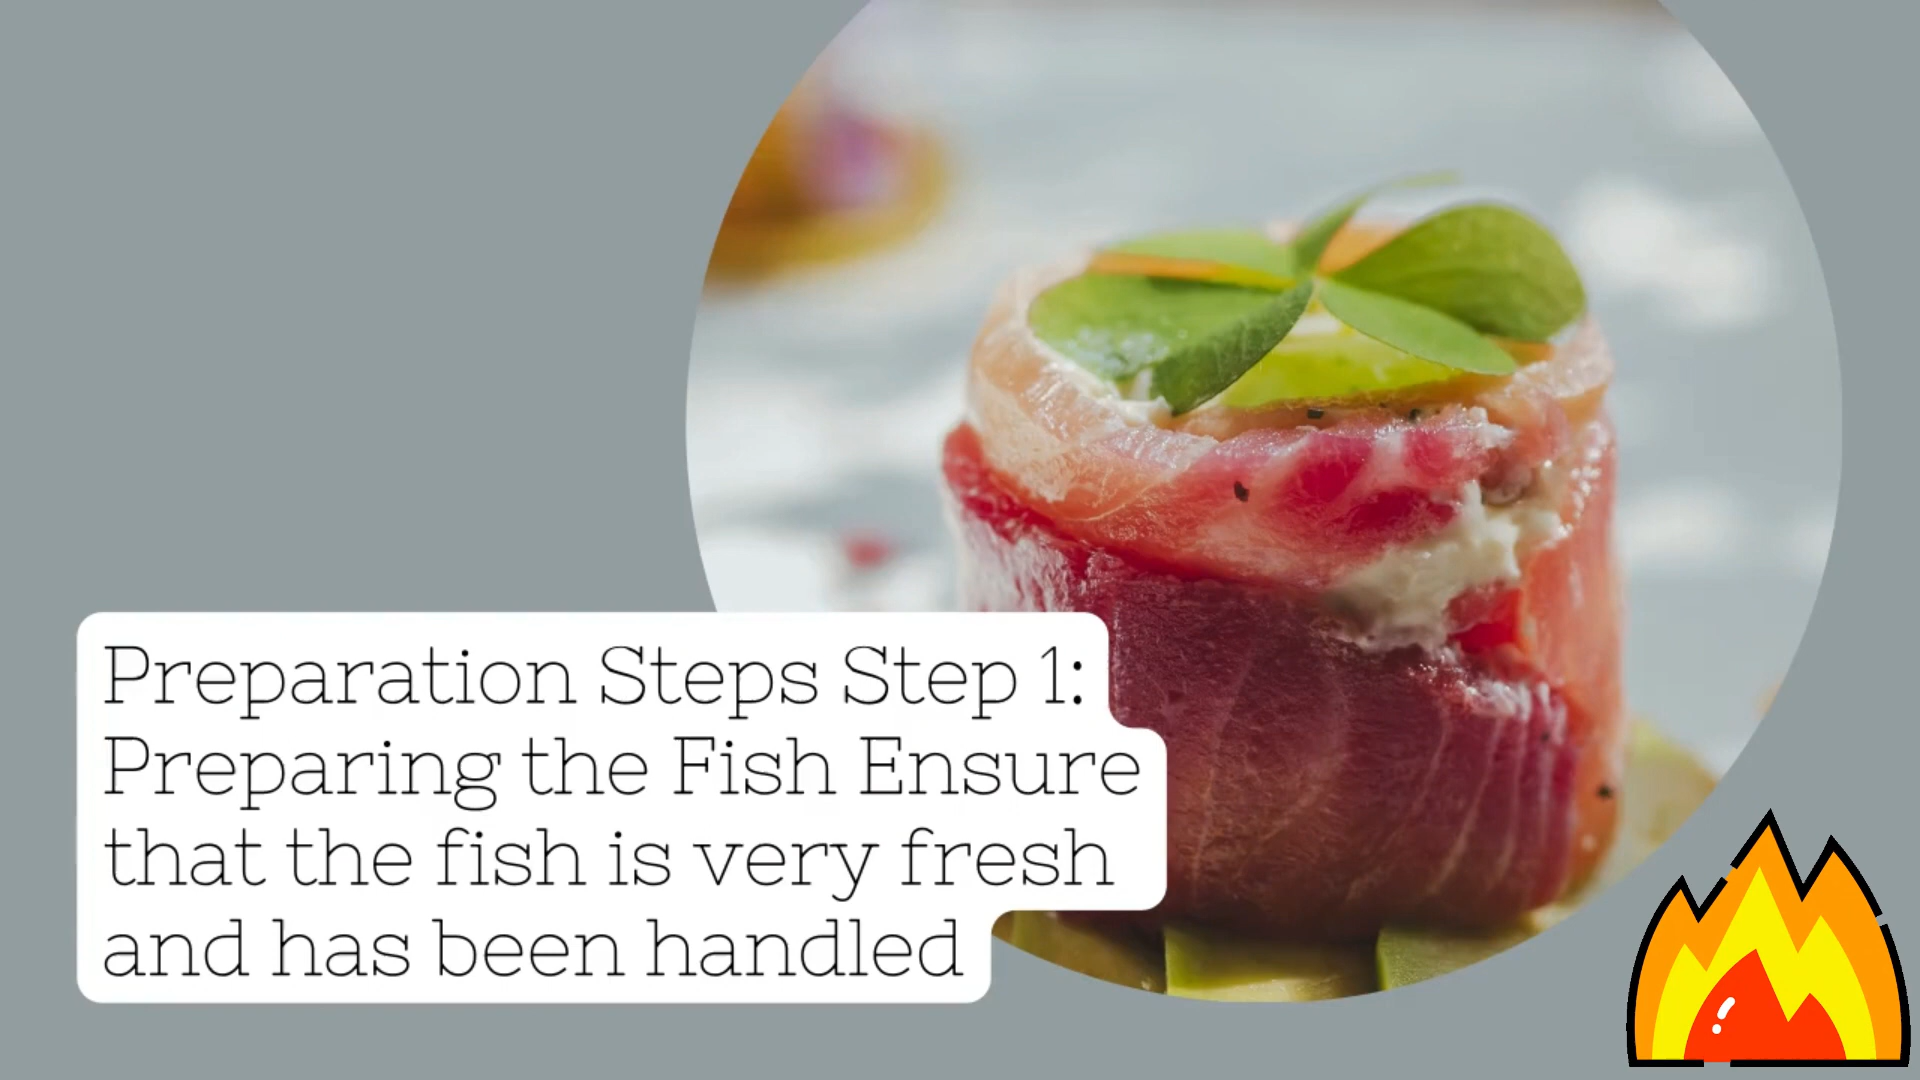 Preparation Steps Step 1:
Preparing the Fish Ensure
that the fish is very fresh
and has been handled